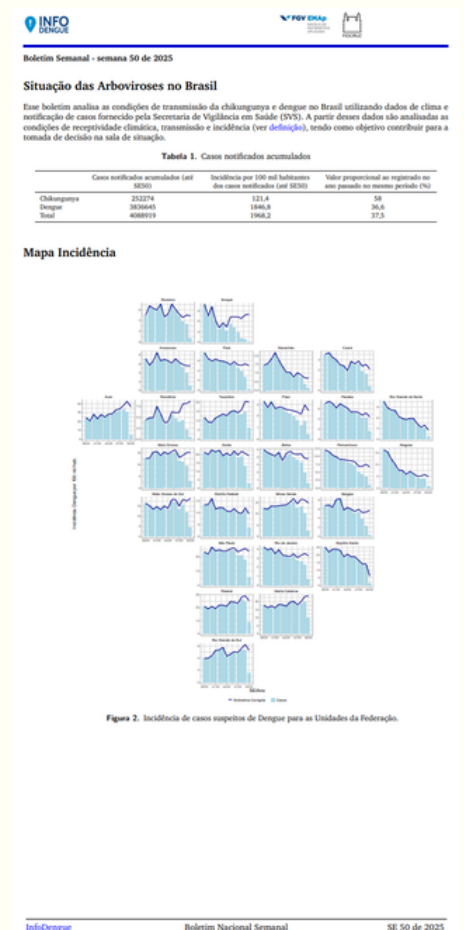 INFO
DENGUE
FGV EMAp
FIOCRUZ
Boletim Semanal - semana 50 de 2025
Situação das Arboviroses no Brasil
Esse boletim analisa as condições de transmissão da chikungunya e dengue no Brasil utilizando dados de clima e
notificação de casos fornecido pela Secretaria de Vigilância em Saúde (SVS). A partir desses dados são analisadas as
condições de receptividade climática, transmissão e incidência (ver definição), tendo como objetivo contribuir para a
tomada de decisão na sala de situação.
Tabela 1. Casos notificados acumulados
Casos notificados acumulados (até SE50) Incidência por 100 mil habitantes dos casos notificados (até SE50) Valor proporcional ao registrado no ano passado no mesmo período (%)
Chikungunya 252274 121,4 58
Dengue 3836645 1846,8 36,6
Total 4088919 1968,2 37,5
Mapa Incidência
Roraima Amapá
Amazonas Pará Maranhão Ceará
Acre Rondônia Tocantins Piauí Paraíba Rio Grande do Norte
Mato Grosso Goiás Bahia Pernambuco Alagoas
Mato Grosso do Sul Distrito Federal Minas Gerais Sergipe
São Paulo Rio de Janeiro Espírito Santo
Paraná Santa Catarina
Rio Grande do Sul
Figura 2. Incidência de casos suspeitos de Dengue para as Unidades da Federação.
InfoDengue Boletim Nacional Semanal SE 50 de 2025